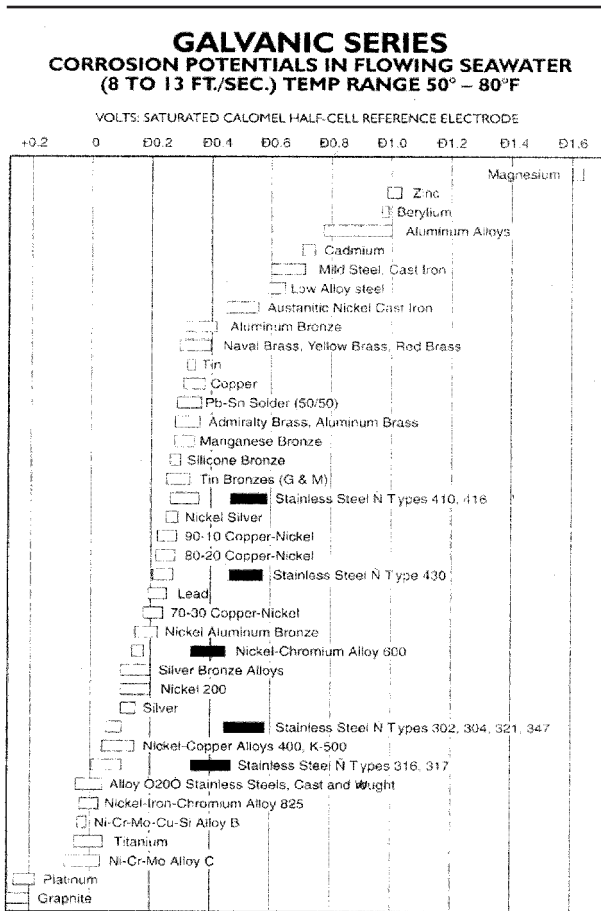 GALVANIC SERIES
CORROSION POTENTIALS IN FLOWING SEAWATER
(8 TO 13 FT./SEC.) TEMP RANGE 50° – 80°F
VOLTS: SATURATED CALOMEL HALF-CELL REFERENCE ELECTRODE
+0.2 0 Ð0.2 Ð0.4 Ð0.6 Ð0.8 Ð1.0 Ð1.2 Ð1.4 Ð1.6
Magnesium
Zinc
Berylium
Aluminum Alloys
Cadmium
Mild Steel, Cast Iron
Low Alloy steel
Austanitic Nickel Cast Iron
Aluminum Bronze
Naval Brass, Yellow Brass, Red Brass
Tin
Copper
Pb-Sn Solder (50/50)
Admiralty Brass, Aluminum Brass
Manganese Bronze
Silicone Bronze
Tin Bronzes (G & M)
Stainless Steel Ñ Types 410, 416
Nickel Silver
90-10 Copper-Nickel
80-20 Copper-Nickel
Stainless Steel Ñ Type 430
Lead
70-30 Copper-Nickel
Nickel Aluminum Bronze
Nickel-Chromium Alloy 600
Silver Bronze Alloys
Nickel 200
Silver
Stainless Steel Ñ Types 302, 304, 321, 347
Nickel-Copper Alloys 400, K-500
Stainless Steel Ñ Types 316, 317
Alloy Ò20Ó Stainless Steels, Cast and Wught
Nickel-Iron-Chromium Alloy 825
Ni-Cr-Mo-Cu-Si Alloy B
Titanium
Ni-Cr-Mo Alloy C
Platinum
Graphite